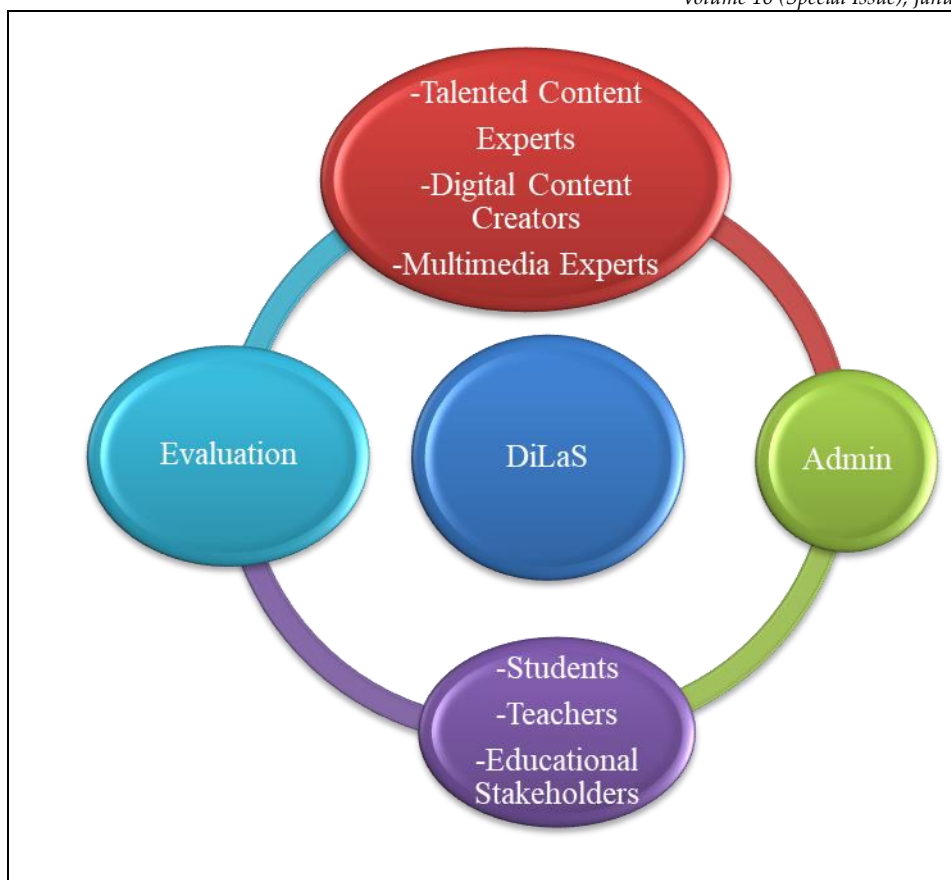 -Talented Content
Experts
-Digital Content
Creators
-Multimedia Experts
Evaluation
DiLaS
Admin
-Students
-Teachers
-Educational
Stakeholders